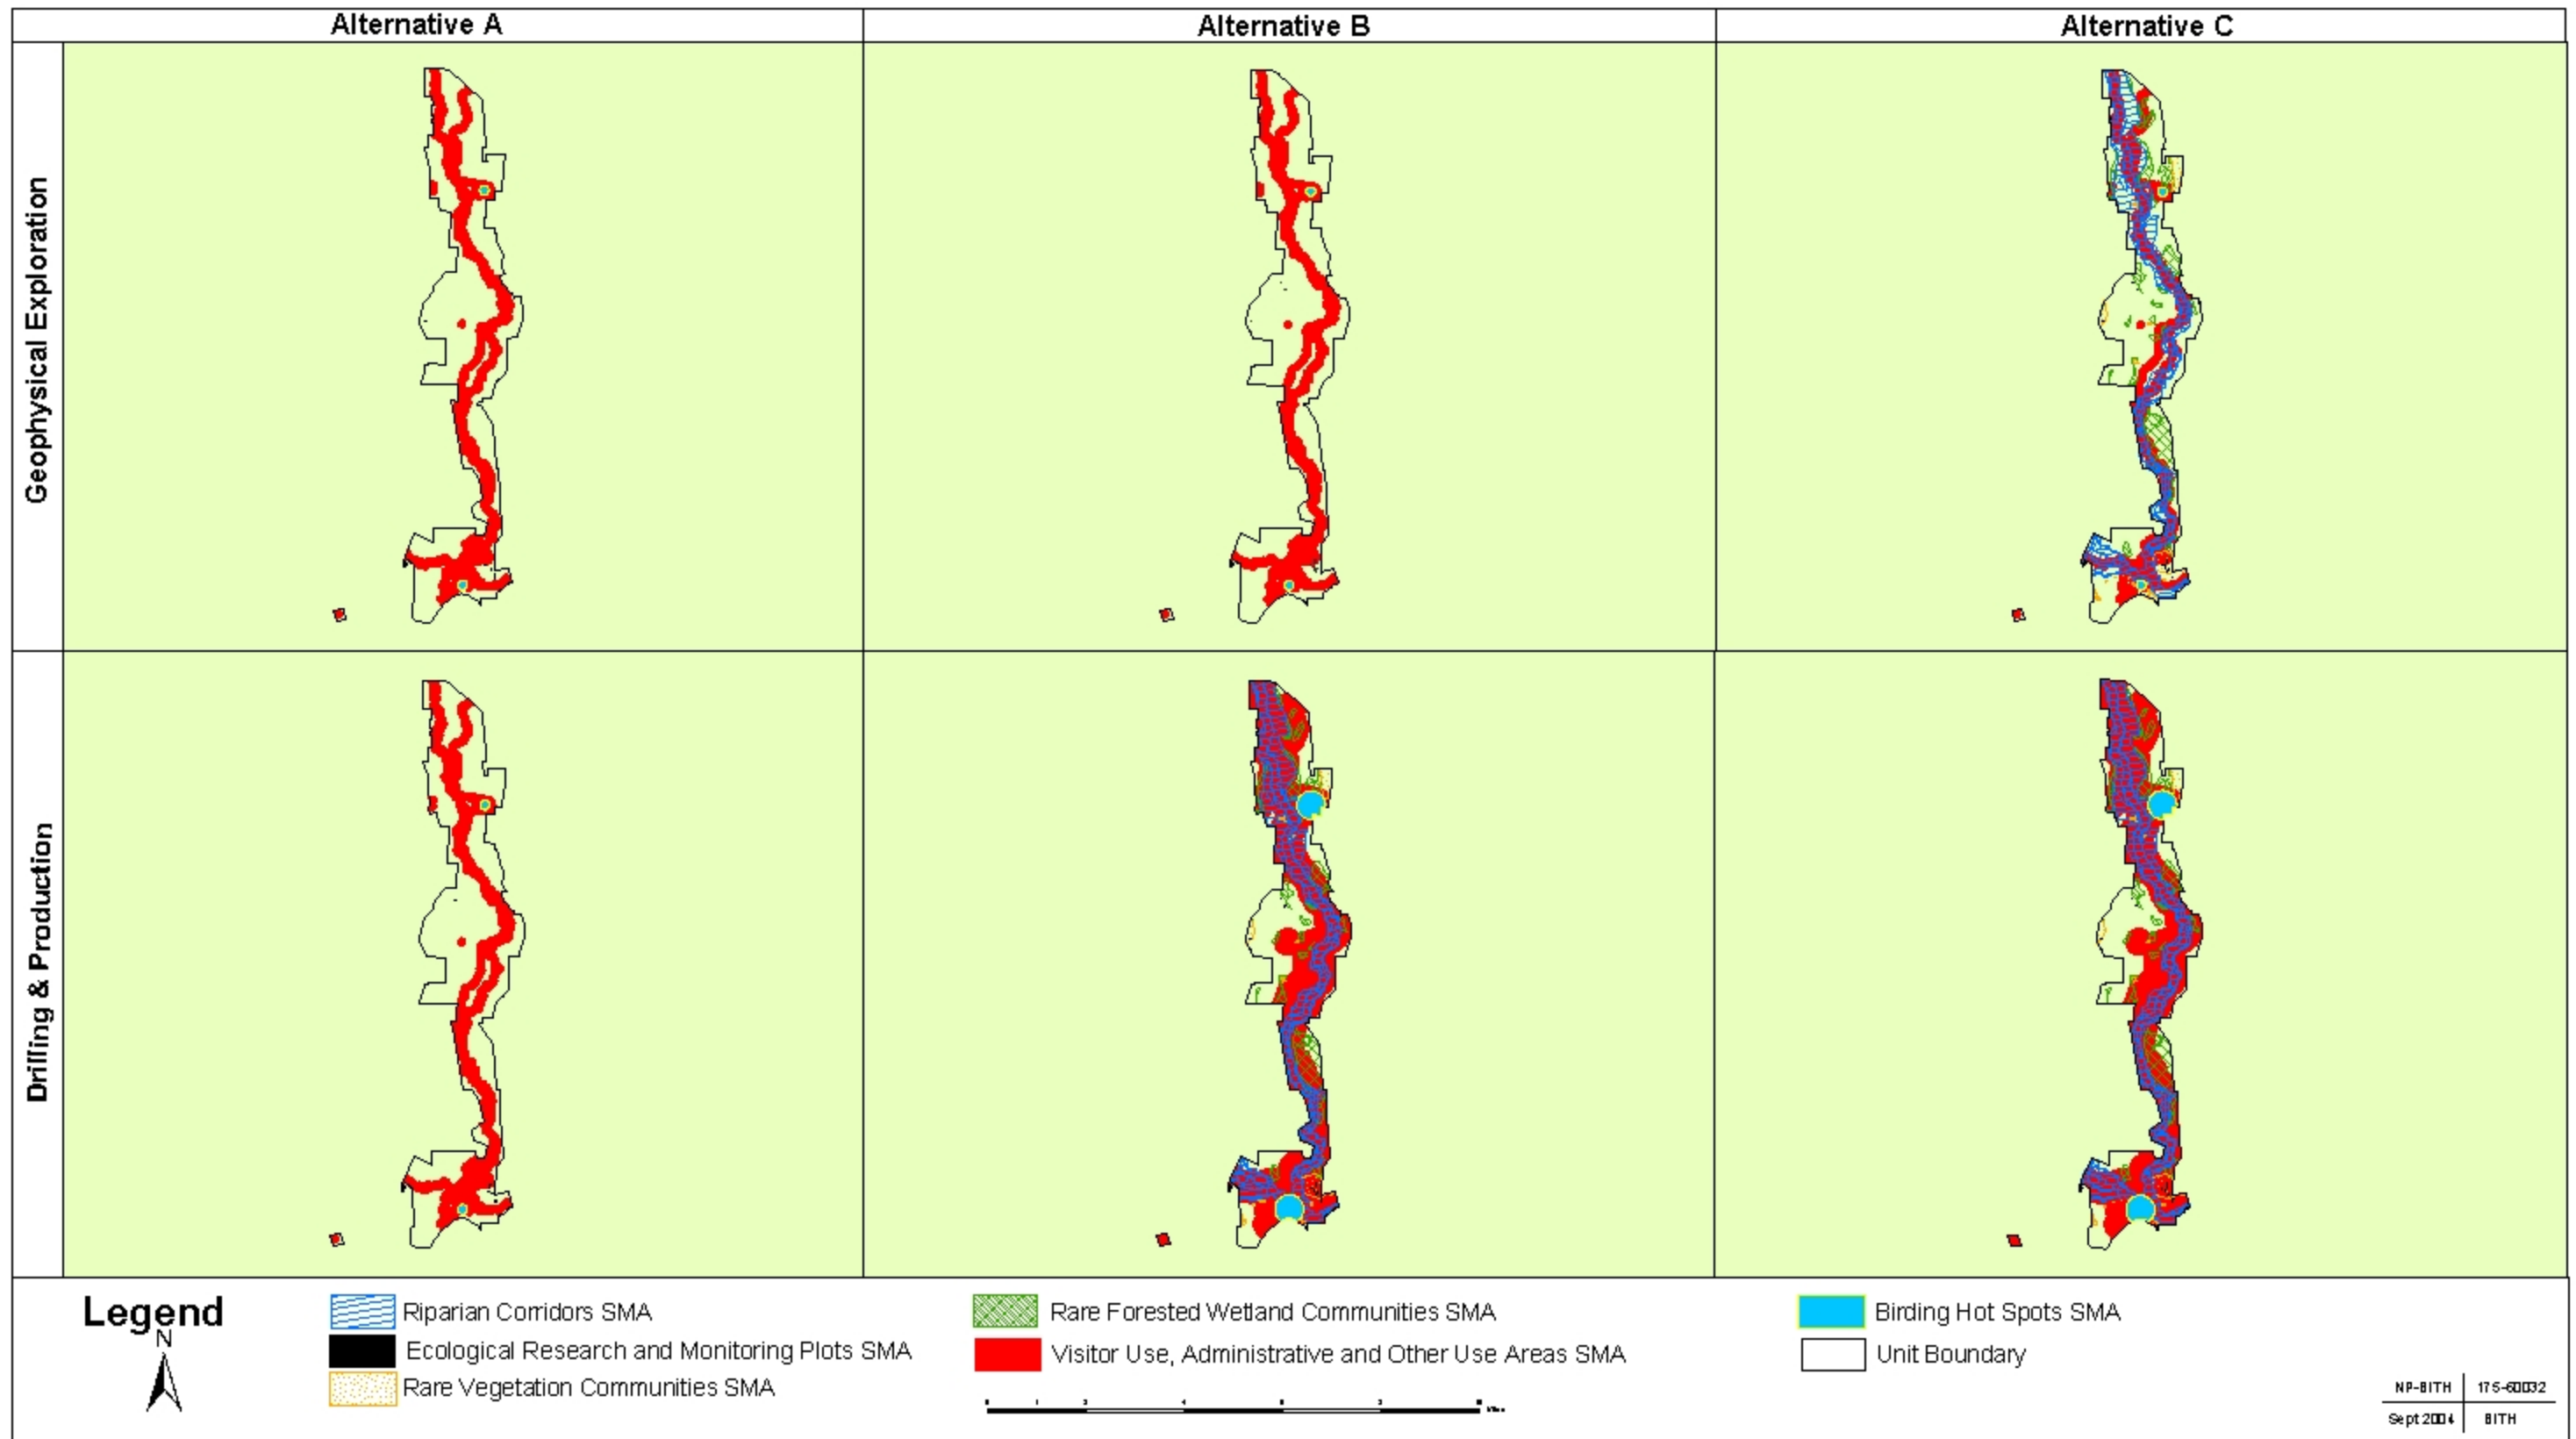 Alternative A
Alternative B
Alternative C
Geophysical Exploration
Drilling & Production
Legend
N
Riparian Corridors SMA
Ecological Research and Monitoring Plots SMA
Rare Vegetation Communities SMA
Rare Forested Wetland Communities SMA
Visitor Use, Administrative and Other Use Areas SMA
Birding Hot Spots SMA
Unit Boundary
NP-BITH 175-60032
Sept 2004 BITH